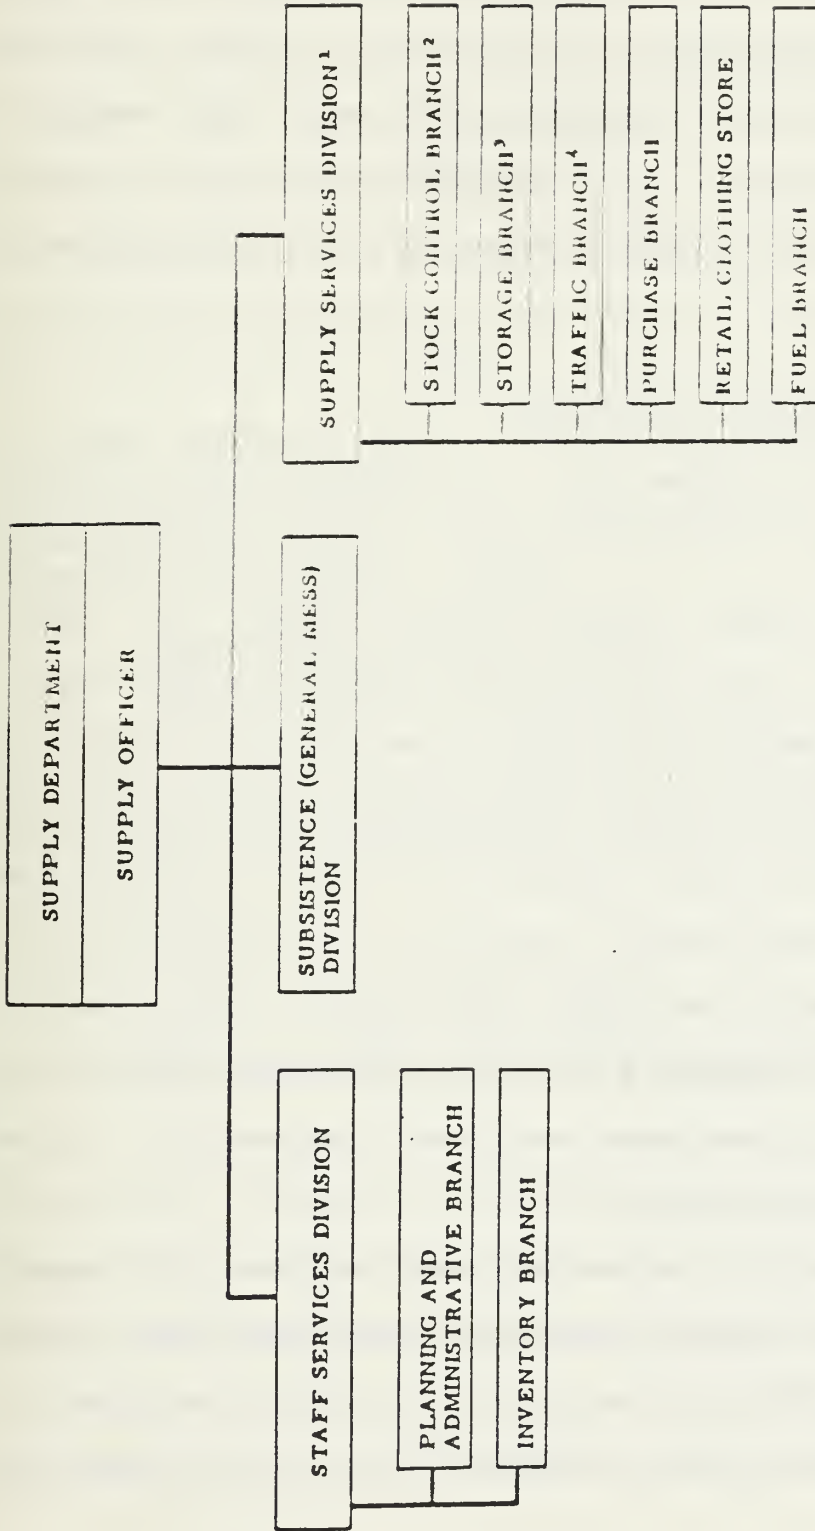 SUPPLY DEPARTMENT
SUPPLY OFFICER
STAFF SERVICES DIVISION
PLANNING AND
ADMINISTRATIVE BRANCH
INVENTORY BRANCH
SUBSISTENCE (GENERAL MESS)
DIVISION
SUPPLY SERVICES DIVISION¹
STOCK CONTROL BRANCH²
STORAGE BRANCH³
TRAFFIC BRANCH⁴
PURCHASE BRANCH
RETAIL CLOTHING STORE
FUEL BRANCH